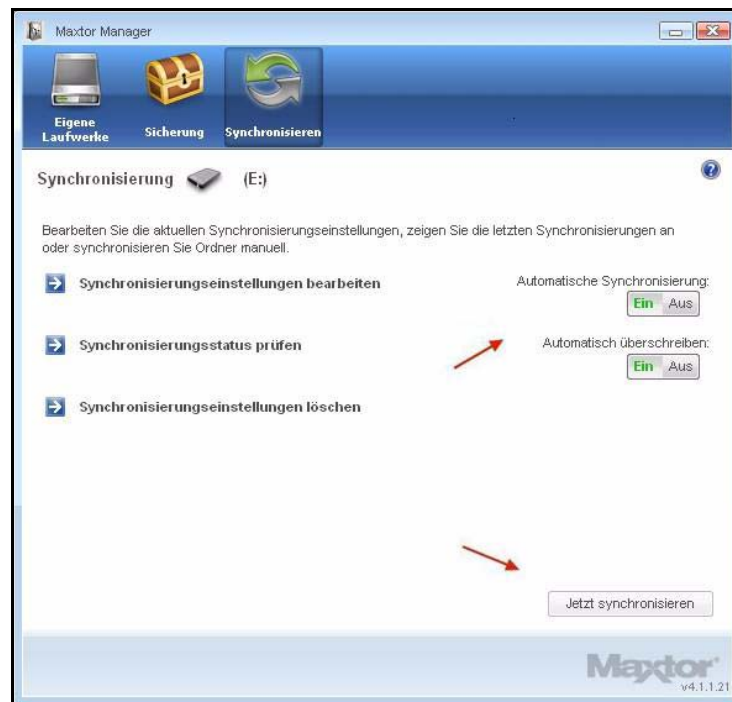 Maxtor Manager
Eigene
Laufwerke
Sicherung
Synchronisieren
Synchronisierung (E:)
Bearbeiten Sie die aktuellen Synchronisierungseinstellungen, zeigen Sie die letzten Synchronisierungen an
oder synchronisieren Sie Ordner manuell.
Synchronisierungseinstellungen bearbeiten
Automatische Synchronisierung:
Ein Aus
Synchronisierungsstatus prüfen
Automatisch überschreiben:
Ein Aus
Synchronisierungseinstellungen löschen
Jetzt synchronisieren
Maxtor
v4.1.1.21